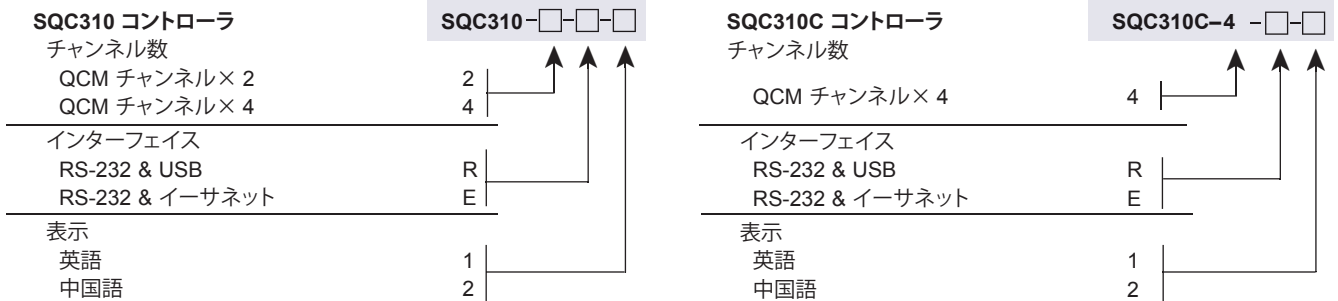 SQC310 コントローラ SQC310-□-□-□
チャンネル数
QCM チャンネル× 2 2
QCM チャンネル× 4 4
インターフェイス
RS-232 & USB R
RS-232 & イーサネット E
表示
英語 1
中国語 2
SQC310C コントローラ SQC310C–4 -□-□
チャンネル数
QCM チャンネル× 4 4
インターフェイス
RS-232 & USB R
RS-232 & イーサネット E
表示
英語 1
中国語 2